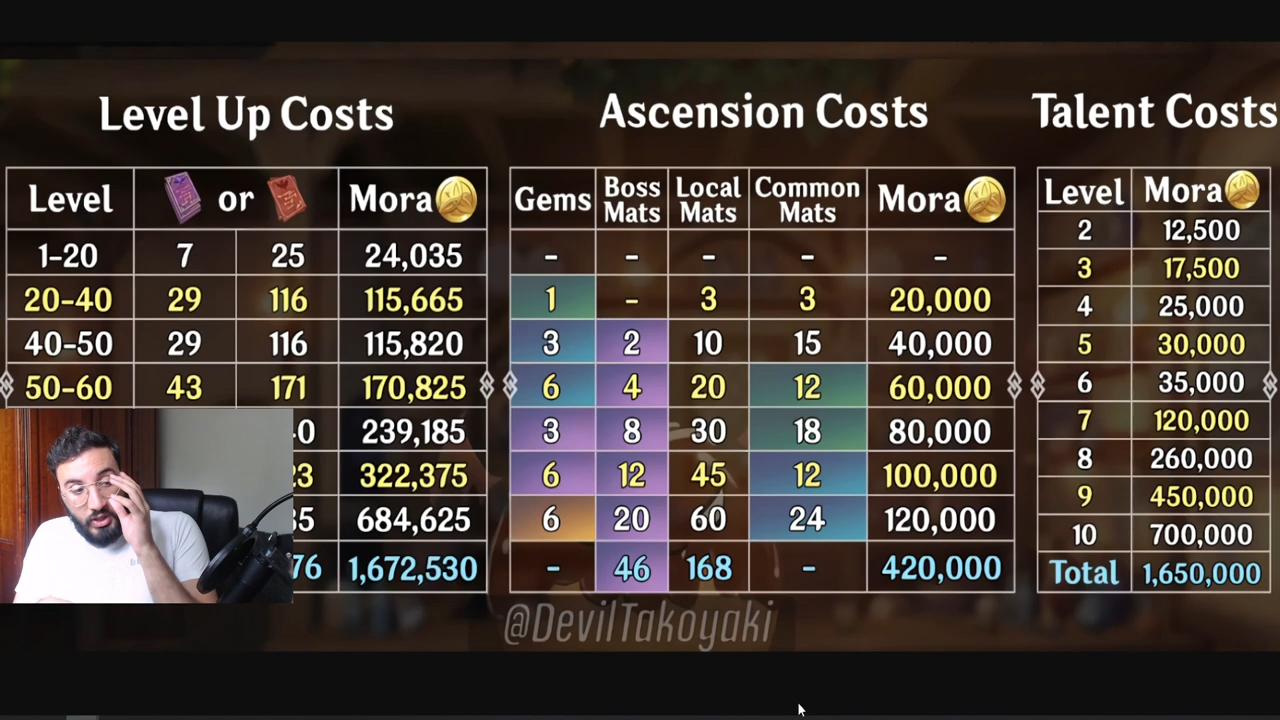 Level Up Costs
Level or Mora
1-20 7 25 24,035
20-40 29 116 115,665
40-50 29 116 115,820
50-60 43 171 170,825
239,185
322,375
684,625
1,672,530
Ascension Costs
Gems Boss Mats Local Mats Common Mats Mora
- - - - -
1 - 3 3 20,000
3 2 10 15 40,000
6 4 20 12 60,000
3 8 30 18 80,000
6 12 45 12 100,000
6 20 60 24 120,000
- 46 168 - 420,000
Talent Costs
Level Mora
2 12,500
3 17,500
4 25,000
5 30,000
6 35,000
7 120,000
8 260,000
9 450,000
10 700,000
Total 1,650,000
@DevilTakoyaki